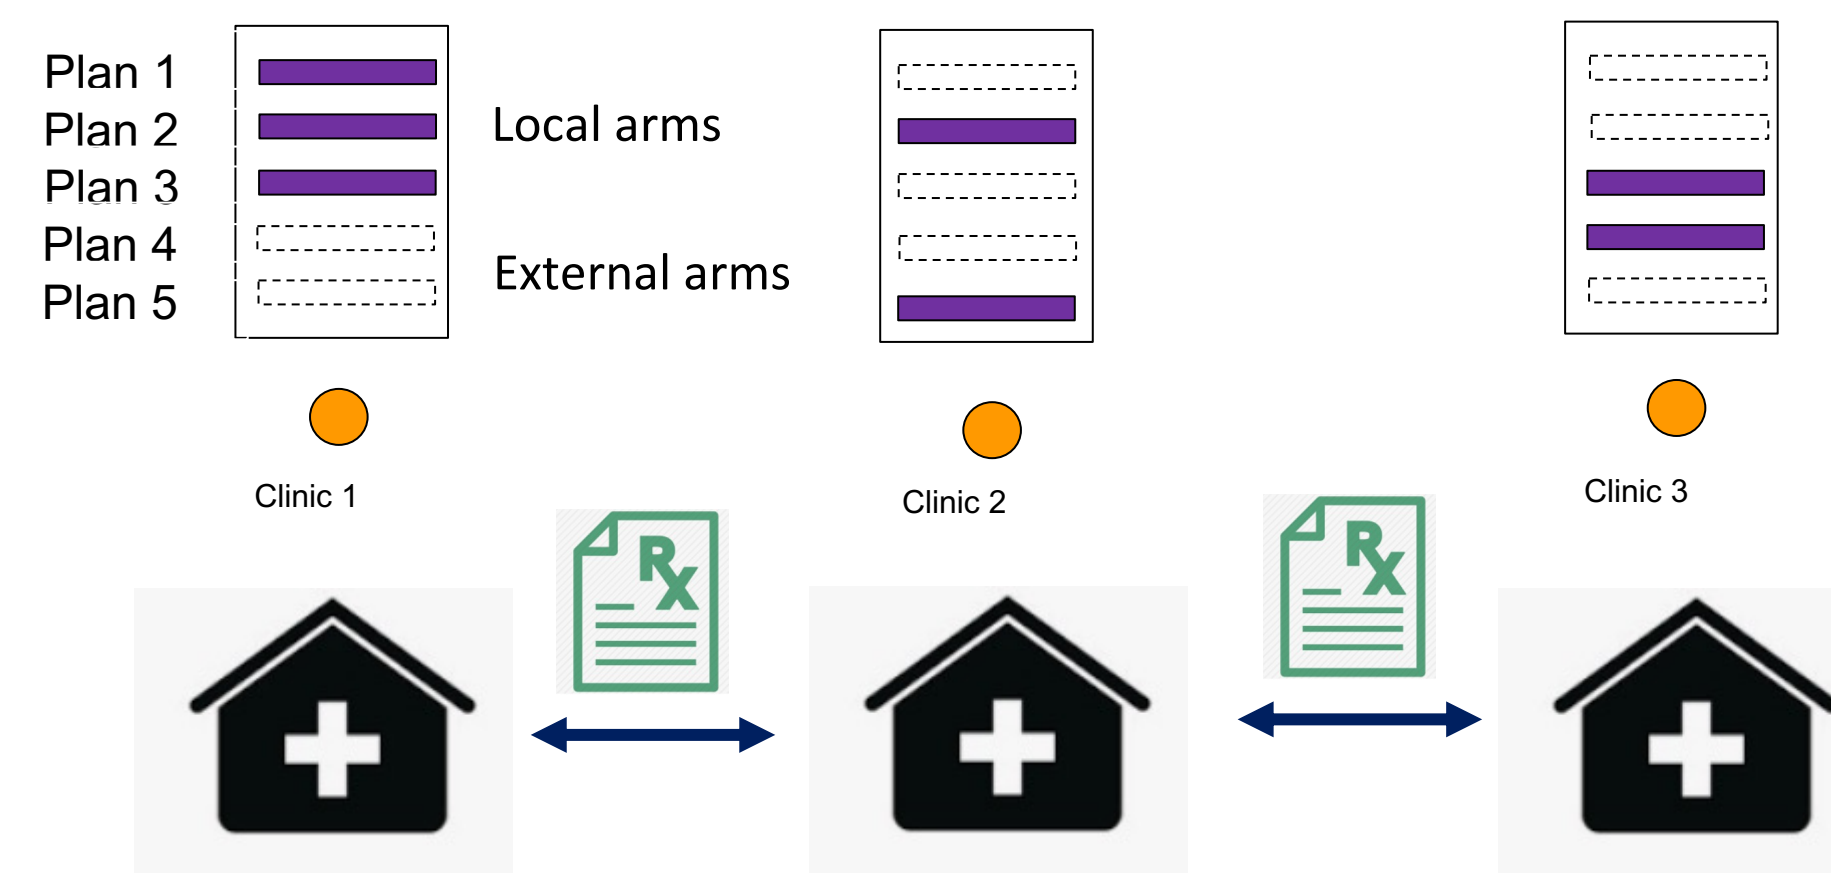 Plan 1
Plan 2
Plan 3
Plan 4
Plan 5
Local arms
External arms
Clinic 1
Clinic 2
Clinic 3
Rx
Rx